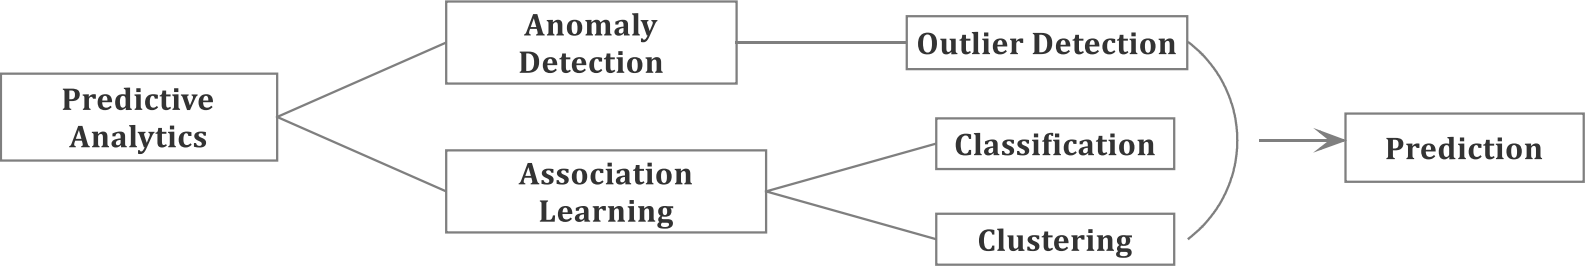 Predictive
Analytics
Anomaly
Detection
Outlier Detection
Association
Learning
Classification
Clustering
Prediction